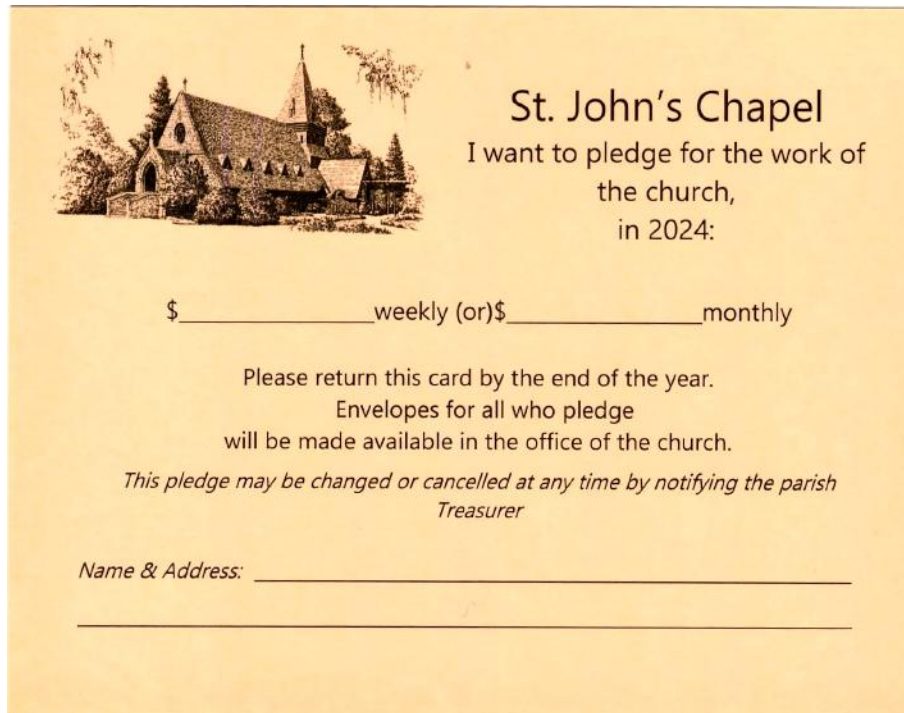 St. John's Chapel
I want to pledge for the work of
the church,
in 2024:
$________________weekly (or)$________________monthly
Please return this card by the end of the year.
Envelopes for all who pledge
will be made available in the office of the church.
This pledge may be changed or cancelled at any time by notifying the parish
Treasurer
Name & Address: ________________